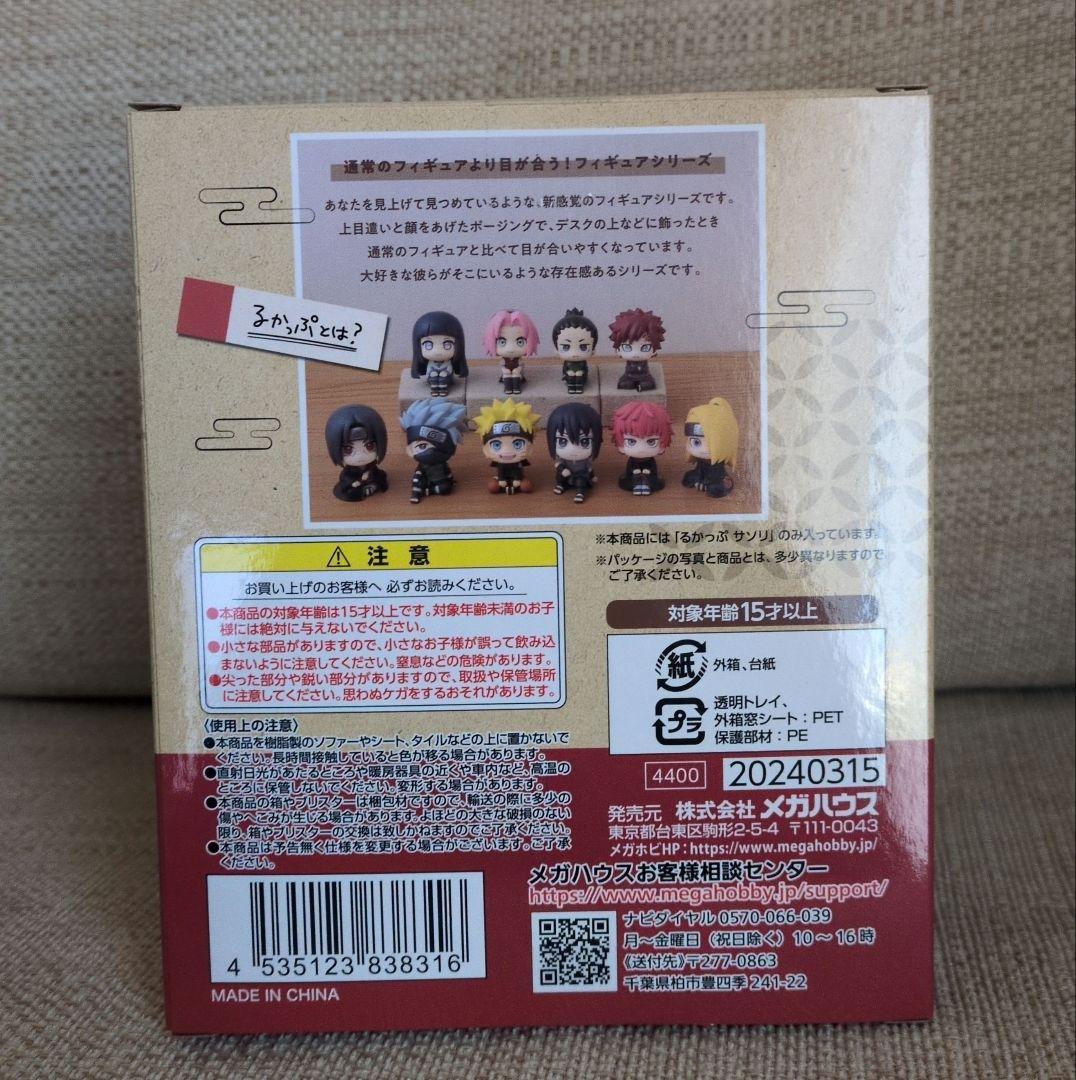 通常のフィギュアより目が合う!フィギュアシリーズ
あなたを見上げて見つめているような、新感覚のフィギュアシリーズです。
上目遣いと顔をあげたポージングで、デスクの上などに飾ったとき
通常のフィギュアと比べて目が合いやすくなっています。
大好きな彼らがそこにいるような存在感あるシリーズです。
るかっぷとは?
※本商品には「るかっぷ サソリ」のみ入っています。
※パッケージの写真と商品とは、多少異なりますので
ご了承ください。
注意
お買い上げのお客様へ 必ずお読みください。
●本商品の対象年齢は15才以上です。対象年齢未満のお子
様には絶対に与えないでください。
●小さな部品がありますので、小さなお子様が誤って飲み込
まないように注意してください。窒息などの危険があります。
●尖った部分や鋭い部分がありますので、取扱や保管場所
に注意してください。思わぬケガをするおそれがあります。
対象年齢15才以上
紙
外箱、台紙
プラ
透明トレイ、
外箱窓シート:PET
保護部材:PE
〈使用上の注意〉
●本商品を樹脂製のソファーやシート、タイルなどの上に置かないで
ください。長時間接触していると色が移る場合があります。
●直射日光があたるところや暖房器具の近くや車内など、高温の
ところに保管しないでください。変形する場合があります。
●本商品の箱やブリスターは梱包材ですので、輸送の際に多少の
傷やへこみが生じる場合があります。よほどの大きな破損のない
限り、箱やブリスターの交換は致しかねますのでご了承ください。
●本商品は予告無く仕様を変更する場合がございます。ご了承
ください。
4400
20240315
発売元 株式会社メガハウス
東京都台東区駒形2-5-4 〒111-0043
メガホビHP:https://www.megahobby.jp/
メガハウスお客様相談センター
https://www.megahobby.jp/support/
ナビダイヤル 0570-066-039
月～金曜日(祝日除く)10～16時
《送付先》〒277-0863
千葉県柏市豊四季241-22
4 535123 838316
MADE IN CHINA